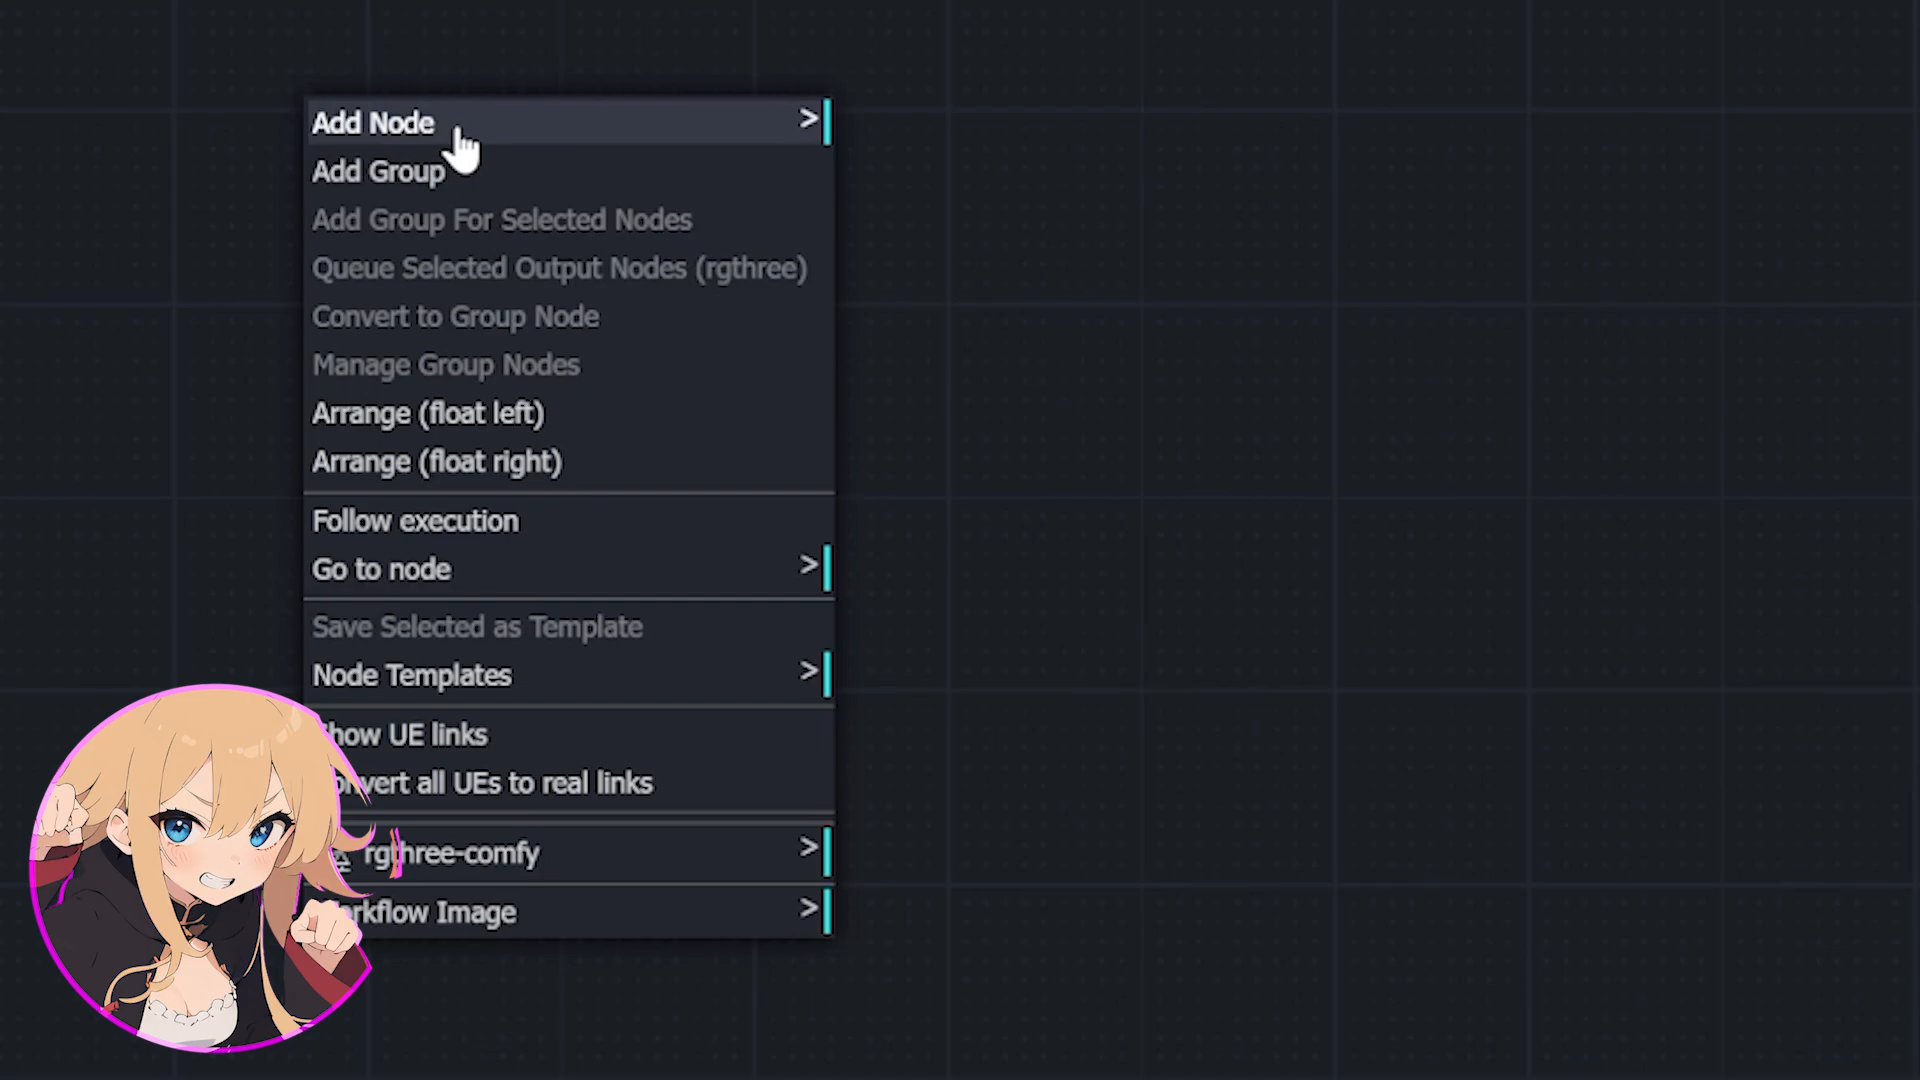 Add Node >
Add Group
Add Group For Selected Nodes
Queue Selected Output Nodes (rgthree)
Convert to Group Node
Manage Group Nodes
Arrange (float left)
Arrange (float right)
Follow execution
Go to node >
Save Selected as Template
Node Templates >
how UE links
all UEs to real links
rgthree-comfy >
Image >